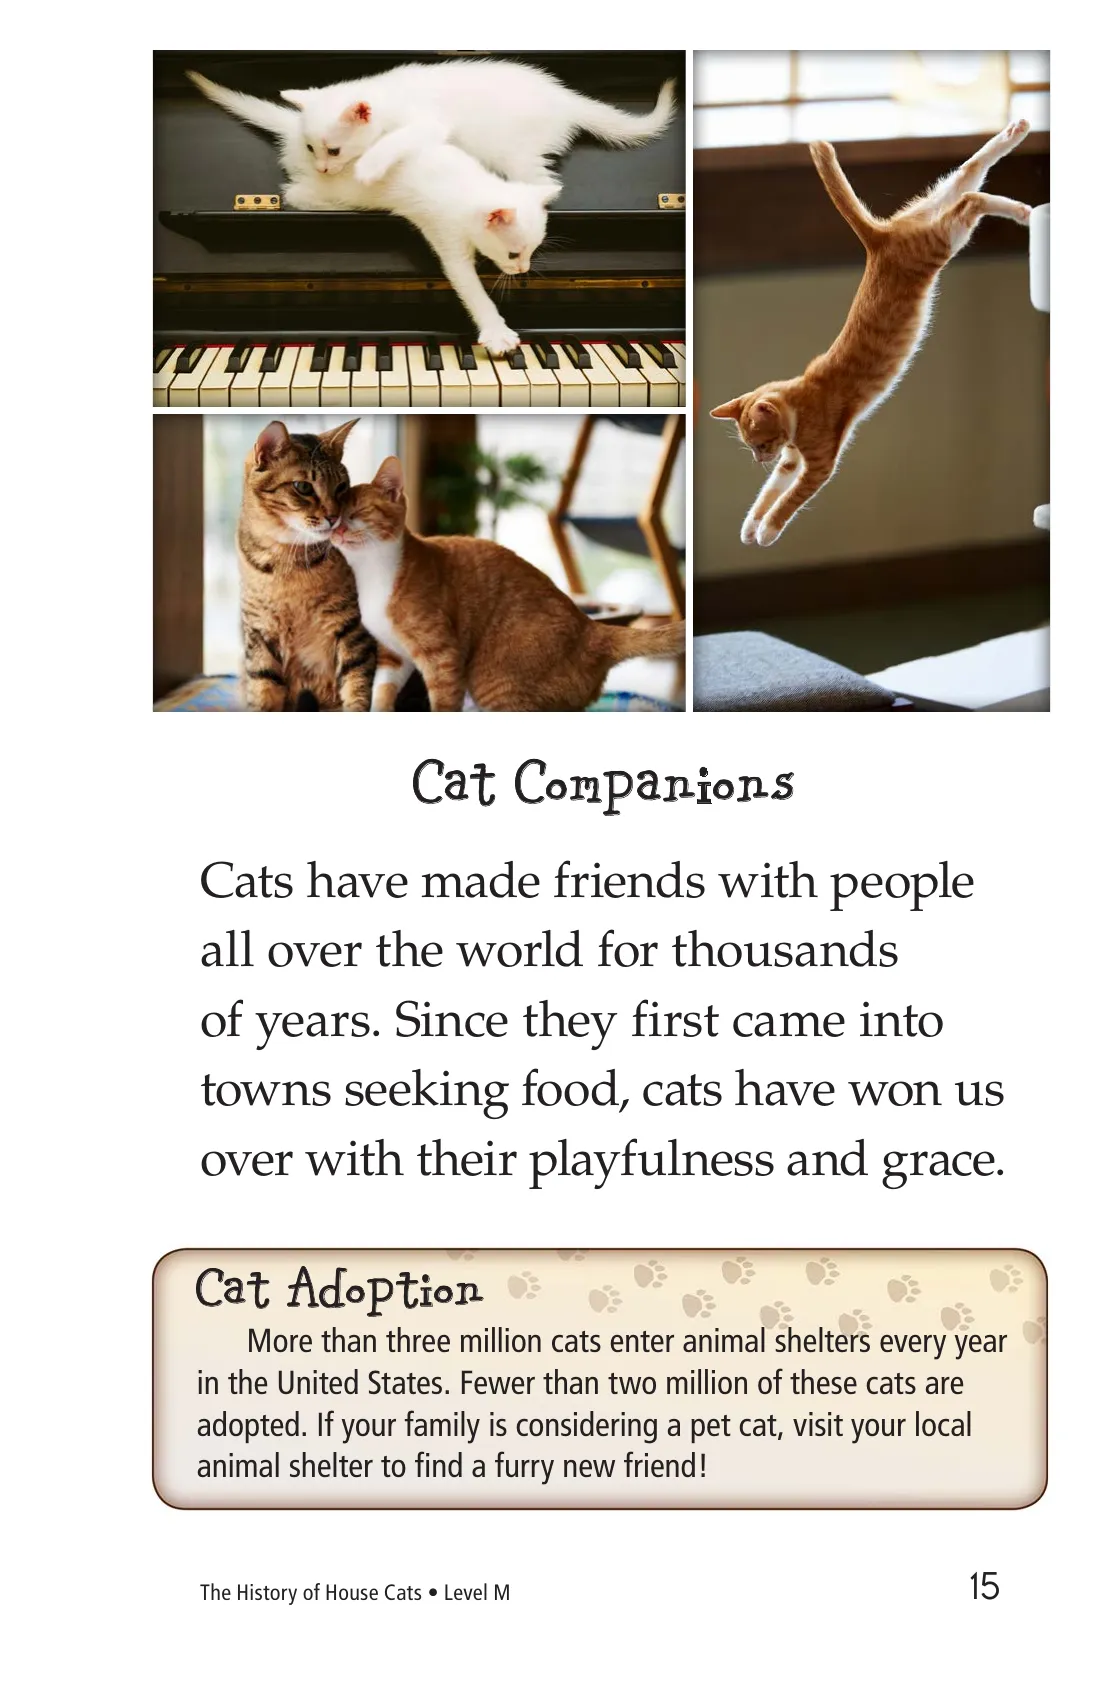 Cat Companions
Cats have made friends with people
all over the world for thousands
of years. Since they first came into
towns seeking food, cats have won us
over with their playfulness and grace.
Cat Adoption
More than three million cats enter animal shelters every year
in the United States. Fewer than two million of these cats are
adopted. If your family is considering a pet cat, visit your local
animal shelter to find a furry new friend!
The History of House Cats • Level M
15